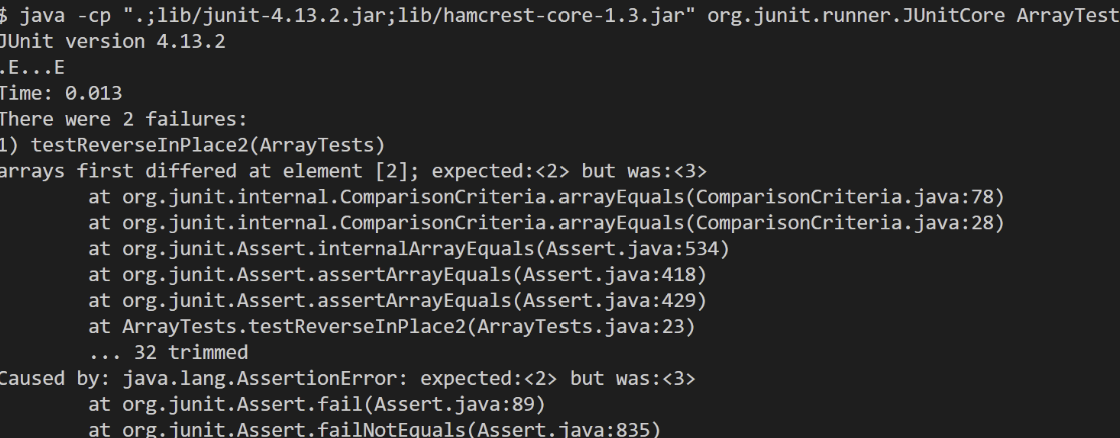 $ java -cp ".;lib/junit-4.13.2.jar;lib/hamcrest-core-1.3.jar" org.junit.runner.JUnitCore ArrayTest
JUnit version 4.13.2
.E...E
Time: 0.013
There were 2 failures:
1) testReverseInPlace2(ArrayTests)
arrays first differed at element [2]; expected:<2> but was:<3>
        at org.junit.internal.ComparisonCriteria.arrayEquals(ComparisonCriteria.java:78)
        at org.junit.internal.ComparisonCriteria.arrayEquals(ComparisonCriteria.java:28)
        at org.junit.Assert.internalArrayEquals(Assert.java:534)
        at org.junit.Assert.assertArrayEquals(Assert.java:418)
        at org.junit.Assert.assertArrayEquals(Assert.java:429)
        at ArrayTests.testReverseInPlace2(ArrayTests.java:23)
        ... 32 trimmed
Caused by: java.lang.AssertionError: expected:<2> but was:<3>
        at org.junit.Assert.fail(Assert.java:89)
        at org.junit.Assert.failNotEquals(Assert.java:835)